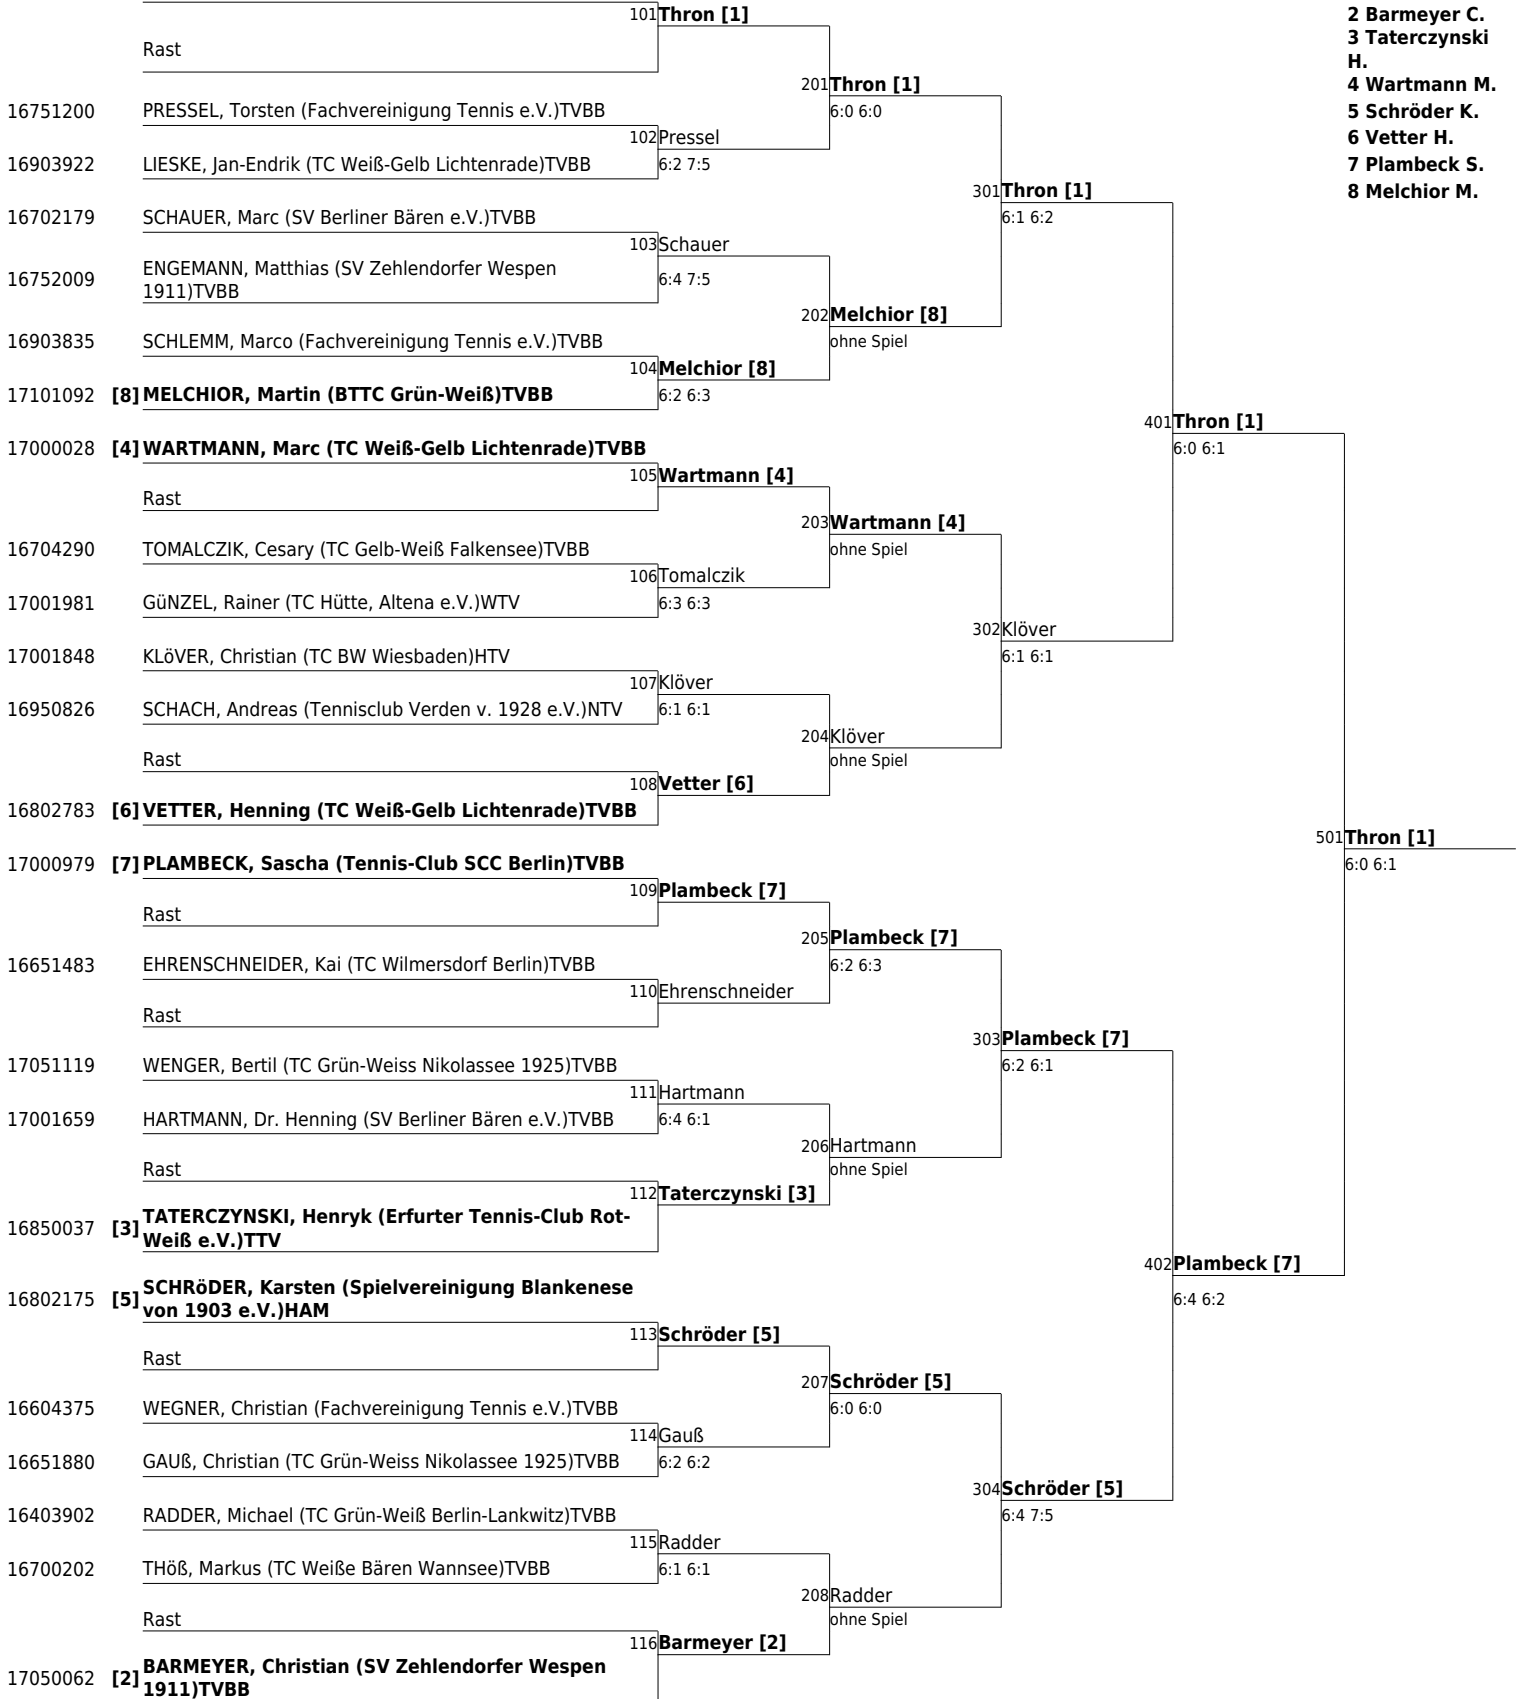 101 Thron [1]
2 Barmeyer C.
3 Taterczynski
H.
4 Wartmann M.
5 Schröder K.
6 Vetter H.
7 Plambeck S.
8 Melchior M.
Rast
201 Thron [1]
6:0 6:0
16751200 PRESSEL, Torsten (Fachvereinigung Tennis e.V.)TVBB
102 Pressel
16903922 LIESKE, Jan-Endrik (TC Weiß-Gelb Lichtenrade)TVBB
6:2 7:5
301 Thron [1]
6:1 6:2
16702179 SCHAUER, Marc (SV Berliner Bären e.V.)TVBB
103 Schauer
16752009 ENGEMANN, Matthias (SV Zehlendorfer Wespen
1911)TVBB
6:4 7:5
202 Melchior [8]
ohne Spiel
16903835 SCHLEMM, Marco (Fachvereinigung Tennis e.V.)TVBB
104 Melchior [8]
17101092 [8] MELCHIOR, Martin (BTTC Grün-Weiß)TVBB
6:2 6:3
401 Thron [1]
6:0 6:1
17000028 [4] WARTMANN, Marc (TC Weiß-Gelb Lichtenrade)TVBB
105 Wartmann [4]
Rast
203 Wartmann [4]
ohne Spiel
16704290 TOMALCZIK, Cesary (TC Gelb-Weiß Falkensee)TVBB
106 Tomalczik
17001981 GüNZEL, Rainer (TC Hütte, Altena e.V.)WTV
6:3 6:3
302 Klöver
6:1 6:1
17001848 KLöVER, Christian (TC BW Wiesbaden)HTV
107 Klöver
16950826 SCHACH, Andreas (Tennisclub Verden v. 1928 e.V.)NTV
6:1 6:1
204 Klöver
ohne Spiel
Rast
108 Vetter [6]
16802783 [6] VETTER, Henning (TC Weiß-Gelb Lichtenrade)TVBB
501 Thron [1]
6:0 6:1
17000979 [7] PLAMBECK, Sascha (Tennis-Club SCC Berlin)TVBB
109 Plambeck [7]
Rast
205 Plambeck [7]
6:2 6:3
16651483 EHRENSCHNEIDER, Kai (TC Wilmersdorf Berlin)TVBB
110 Ehrenschneider
Rast
303 Plambeck [7]
6:2 6:1
17051119 WENGER, Bertil (TC Grün-Weiss Nikolassee 1925)TVBB
111 Hartmann
17001659 HARTMANN, Dr. Henning (SV Berliner Bären e.V.)TVBB
6:4 6:1
206 Hartmann
ohne Spiel
Rast
112 Taterczynski [3]
16850037 [3] TATERCZYNSKI, Henryk (Erfurter Tennis-Club Rot-
Weiß e.V.)TTV
402 Plambeck [7]
6:4 6:2
16802175 [5] SCHRöDER, Karsten (Spielvereinigung Blankenese
von 1903 e.V.)HAM
113 Schröder [5]
Rast
207 Schröder [5]
6:0 6:0
16604375 WEGNER, Christian (Fachvereinigung Tennis e.V.)TVBB
114 Gauß
16651880 GAUß, Christian (TC Grün-Weiss Nikolassee 1925)TVBB
6:2 6:2
304 Schröder [5]
6:4 7:5
16403902 RADDER, Michael (TC Grün-Weiß Berlin-Lankwitz)TVBB
115 Radder
16700202 THöß, Markus (TC Weiße Bären Wannsee)TVBB
6:1 6:1
208 Radder
ohne Spiel
Rast
116 Barmeyer [2]
17050062 [2] BARMEYER, Christian (SV Zehlendorfer Wespen
1911)TVBB